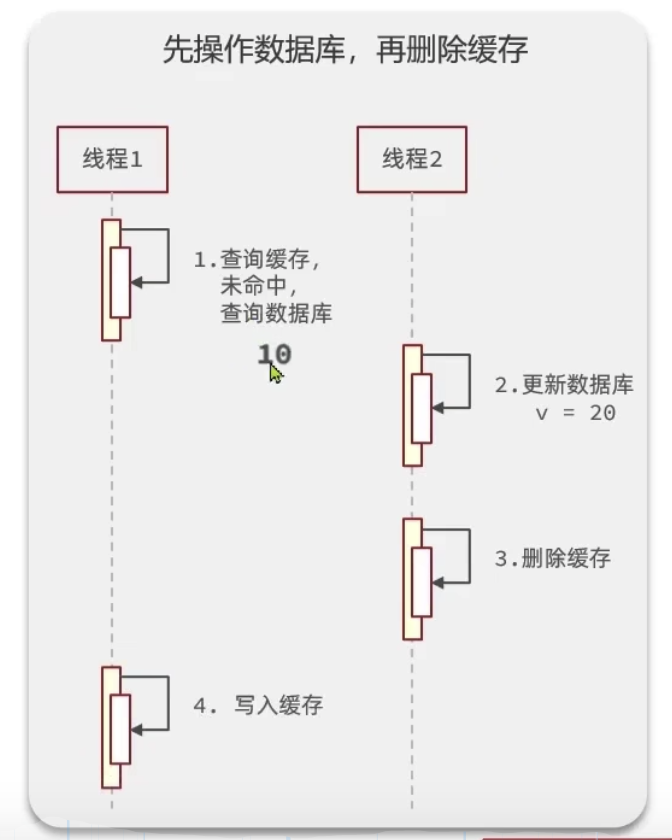 先操作数据库，再删除缓存
线程1
线程2
1.查询缓存，
未命中，
查询数据库
10
2.更新数据库
v = 20
3.删除缓存
4. 写入缓存